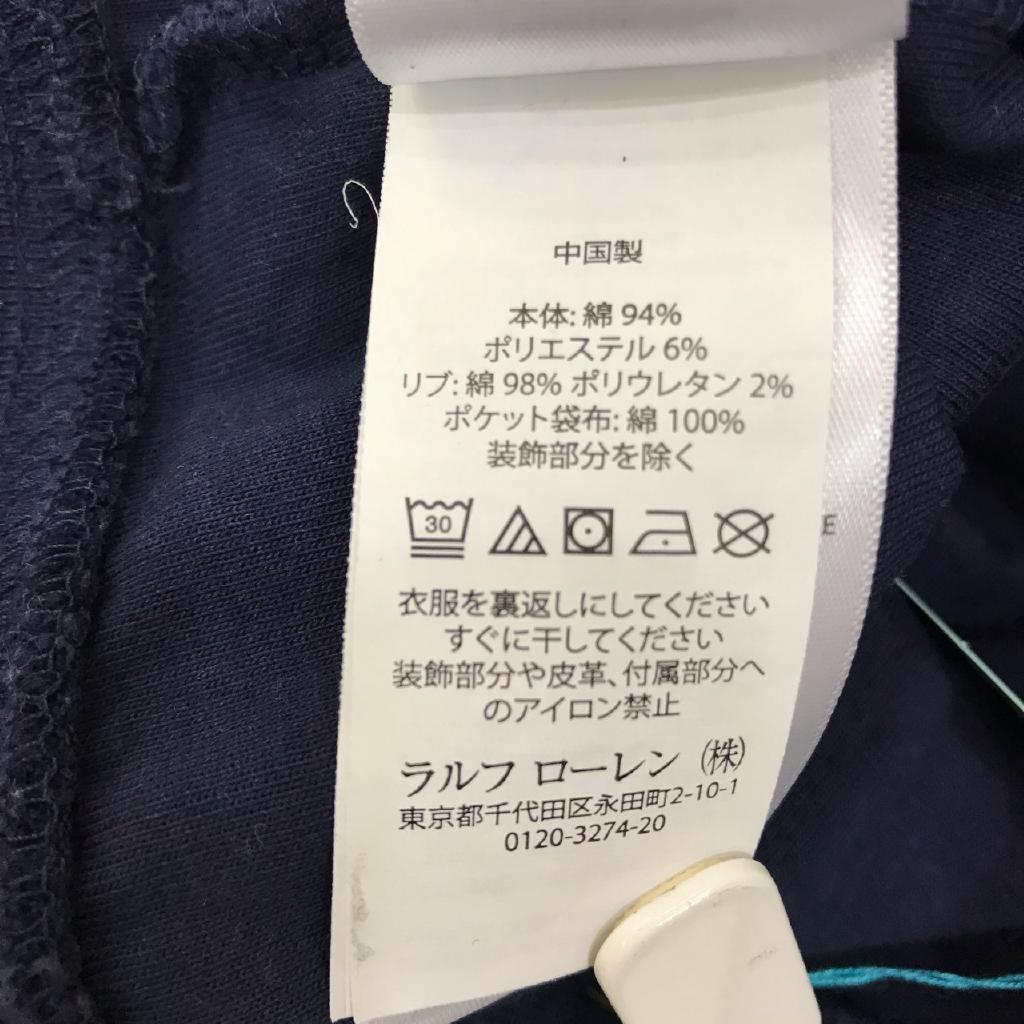 中国製
本体: 綿 94%
ポリエステル 6%
リブ: 綿 98% ポリウレタン 2%
ポケット袋布: 綿 100%
装飾部分を除く
30
E
衣服を裏返しにしてください
すぐに干してください
装飾部分や皮革、付属部分へ
のアイロン禁止
ラルフ ローレン (株)
東京都千代田区永田町2-10-1
0120-3274-20